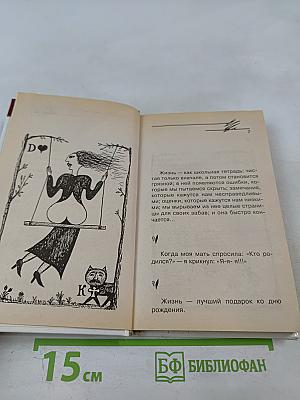 D♥
К
Жизнь — как школьная тетрадь: чис-
тая только вначале, а потом становится
грязной; в ней появляются ошибки, ко-
торые мы пытаемся скрыть; замечания,
которые кажутся нам несправедливы-
ми; оценки, которые кажутся нам низки-
ми; мы вырываем из нее целые страни-
цы для своих забав; и она быстро кон-
чается...
Когда моя мать спросила: «Кто ро-
дился?» — я крикнул: «Я-я- я!!!»
Жизнь — лучший подарок ко дню
рождения.
15 см
БФ БИБЛИОФАН